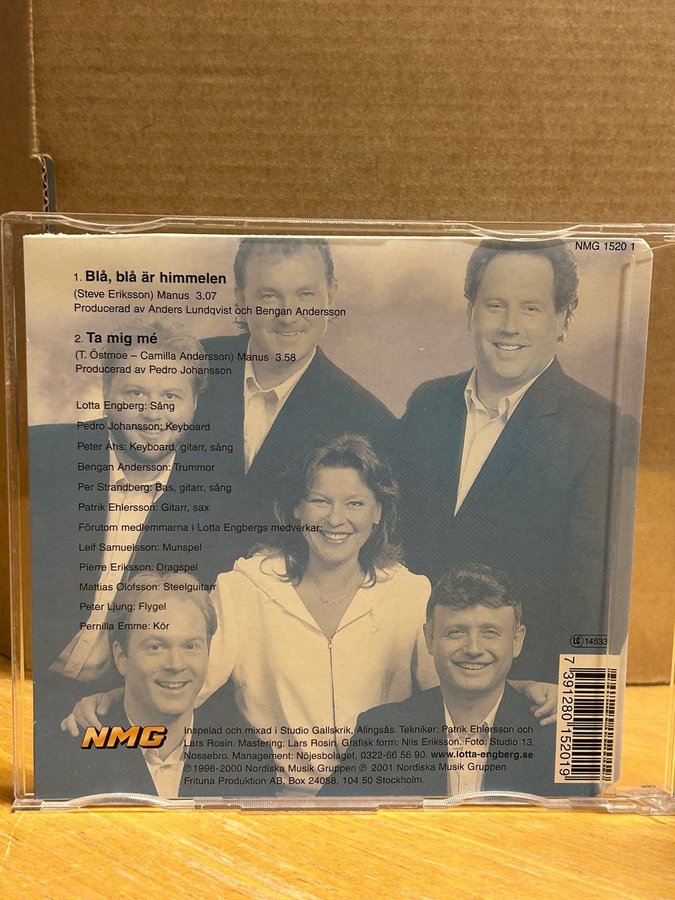 NMG 1520 1
1. Blå, blå är himmelen
(Steve Eriksson) Manus 3.07
Producerad av Anders Lundqvist och Bengan Andersson
2. Ta mig mé
(T. Östmoe – Camilla Andersson) Manus 3.58
Producerad av Pedro Johansson
Lotta Engberg: Sång
Pedro Johansson: Keyboard
Peter Åhs: Keyboard, gitarr, sång
Bengan Andersson: Trummor
Per Strandberg: Bas, gitarr, sång
Patrik Ehlersson: Gitarr, sax
Förutom medlemmarna i Lotta Engbergs medverkar:
Leif Samuelsson: Munspel
Pierre Eriksson: Dragspel
Mattias Olofsson: Steelguitarr
Peter Ljung: Flygel
Pernilla Emme: Kör
LC 14533
7 391280 152019
NMG
Inspelad och mixad i Studio Gallskrik, Alingsås. Tekniker: Patrik Ehlersson och
Lars Rosin. Mastering: Lars Rosin. Grafisk form: Nils Eriksson. Foto: Studio 13,
Nossebro. Management: Nöjesbolaget, 0322-66 56 90. www.lotta-engberg.se
℗ 1998-2000 Nordiska Musik Gruppen ℗ 2001 Nordiska Musik Gruppen
Frituna Produktion AB, Box 24058, 104 50 Stockholm.